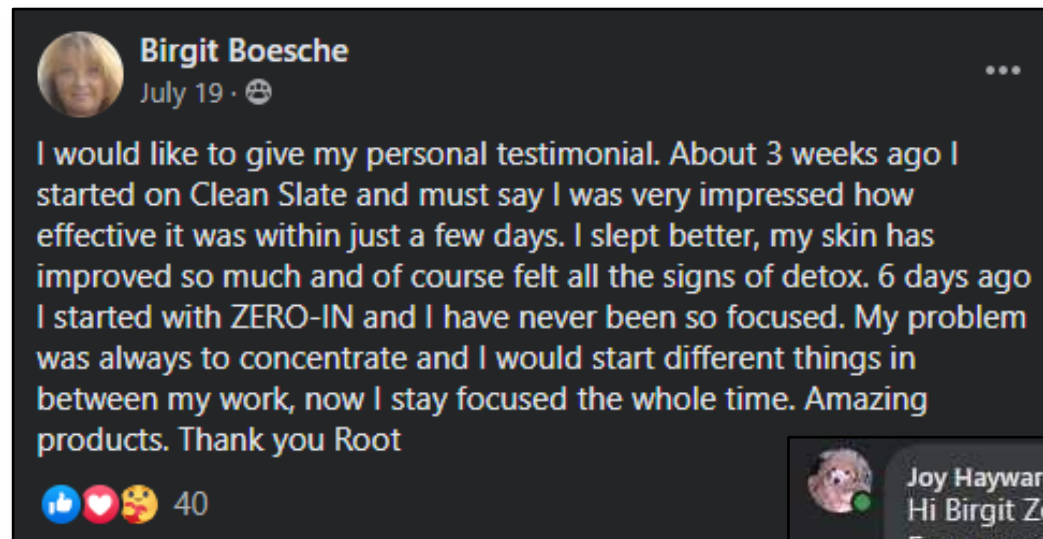 Birgit Boesche
July 19 ·
I would like to give my personal testimonial. About 3 weeks ago I
started on Clean Slate and must say I was very impressed how
effective it was within just a few days. I slept better, my skin has
improved so much and of course felt all the signs of detox. 6 days ago
I started with ZERO-IN and I have never been so focused. My problem
was always to concentrate and I would start different things in
between my work, now I stay focused the whole time. Amazing
products. Thank you Root
40
Joy
Hi Birgit